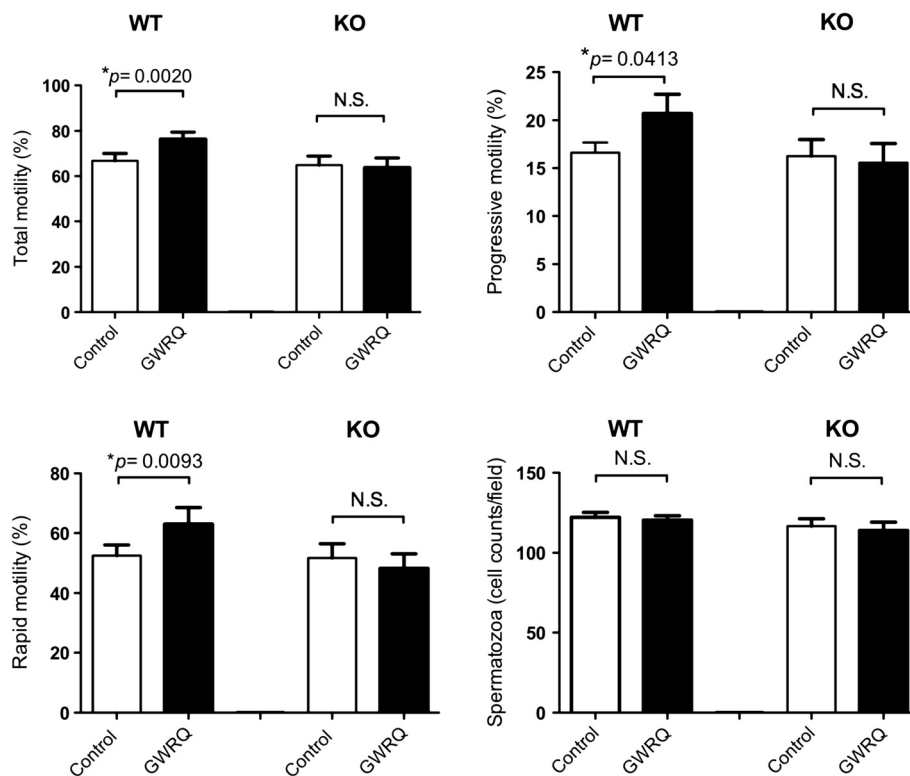 WT KO
*p= 0.0020
N.S.
Total motility (%)
100
80
60
40
20
0
Control GWRQ Control GWRQ
WT KO
*p= 0.0413
N.S.
Progressive motility (%)
25
20
15
10
5
0
Control GWRQ Control GWRQ
WT KO
*p= 0.0093
N.S.
Rapid motility (%)
80
60
40
20
0
Control GWRQ Control GWRQ
WT KO
N.S. N.S.
Spermatozoa (cell counts/field)
150
100
50
0
Control GWRQ Control GWRQ